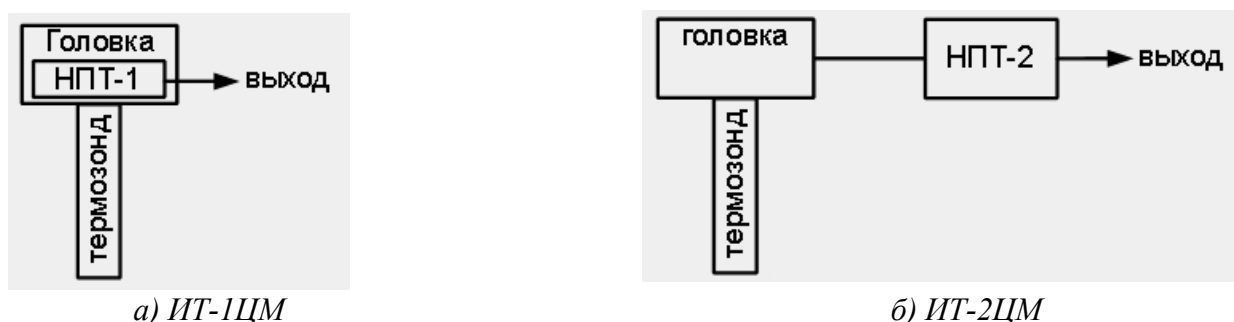 Головка
НПТ-1
выход
термозонд
а) ИТ-1ЦМ
головка
НПТ-2
выход
термозонд
б) ИТ-2ЦМ